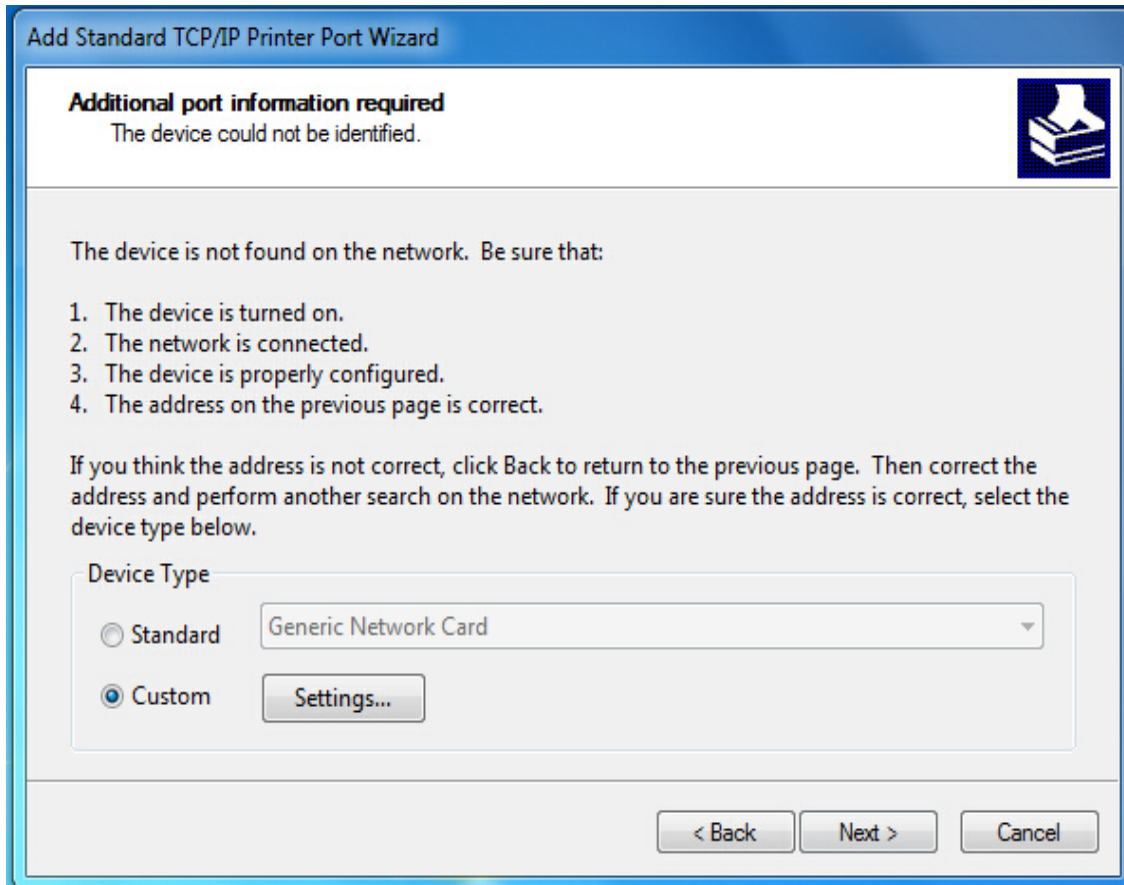 Add Standard TCP/IP Printer Port Wizard
Additional port information required
The device could not be identified.
The device is not found on the network.  Be sure that:
1.  The device is turned on.
2.  The network is connected.
3.  The device is properly configured.
4.  The address on the previous page is correct.
If you think the address is not correct, click Back to return to the previous page.  Then correct the
address and perform another search on the network.  If you are sure the address is correct, select the
device type below.
Device Type
Standard
Generic Network Card
Custom
Settings...
< Back
Next >
Cancel